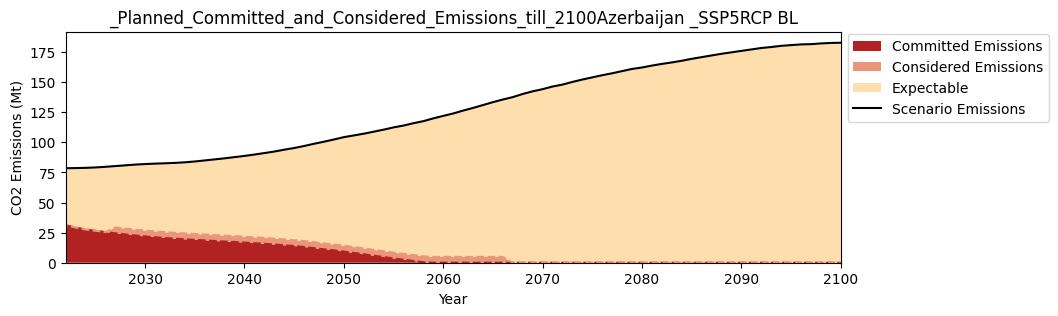 _Planned_Committed_and_Considered_Emissions_till_2100Azerbaijan _SSP5RCP BL
CO2 Emissions (Mt)
175
150
125
100
75
50
25
0
2030 2040 2050 2060 2070 2080 2090 2100
Year
Committed Emissions
Considered Emissions
Expectable
Scenario Emissions